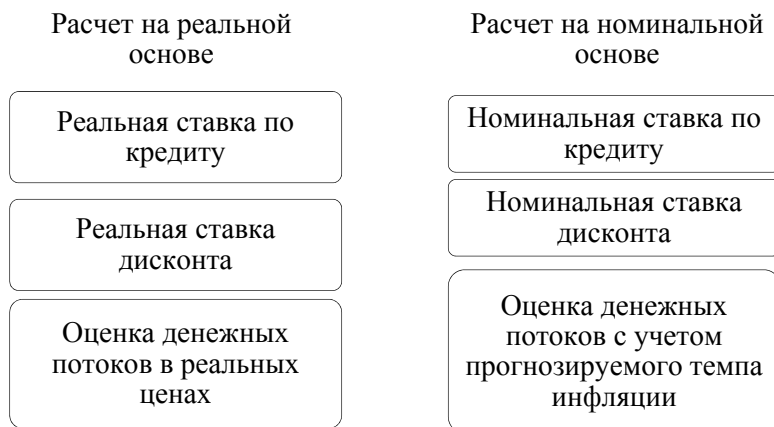 Расчет на реальной
основе
Реальная ставка по
кредиту
Реальная ставка
дисконта
Оценка денежных
потоков в реальных
ценах
Расчет на номинальной
основе
Номинальная ставка по
кредиту
Номинальная ставка
дисконта
Оценка денежных
потоков с учетом
прогнозируемого темпа
инфляции